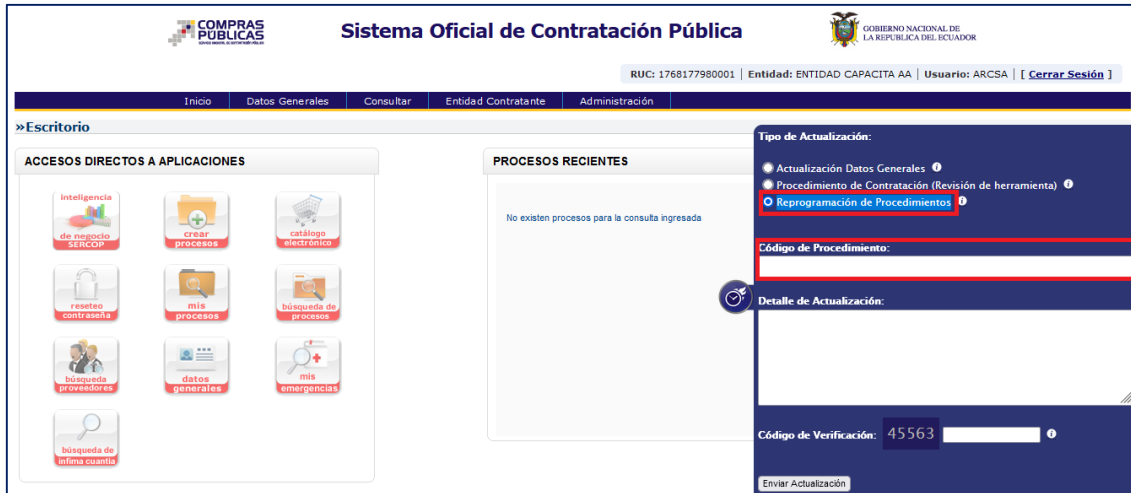 COMPRAS
PÚBLICAS
Sistema Oficial de Contratación Pública
GOBIERNO NACIONAL DE
LA REPUBLICA DEL ECUADOR
RUC: 1768177980001 | Entidad: ENTIDAD CAPACITA AA | Usuario: ARCSA | [ Cerrar Sesión ]
Inicio | Datos Generales | Consultar | Entidad Contratante | Administración
»Escritorio
ACCESOS DIRECTOS A APLICACIONES
inteligencia
de negocio
SERCOP
crear
procesos
catálogo
electrónico
reseteo
contraseña
mis
procesos
búsqueda de
procesos
búsqueda
proveedores
datos
generales
mis
emergencias
búsqueda de
ínfima cuantía
PROCESOS RECIENTES
No existen procesos para la consulta ingresada
Tipo de Actualización:
Actualización Datos Generales
Procedimiento de Contratación (Revisión de herramienta)
Reprogramación de Procedimientos
Código de Procedimiento:
Detalle de Actualización:
Código de Verificación: 45563
Enviar Actualización